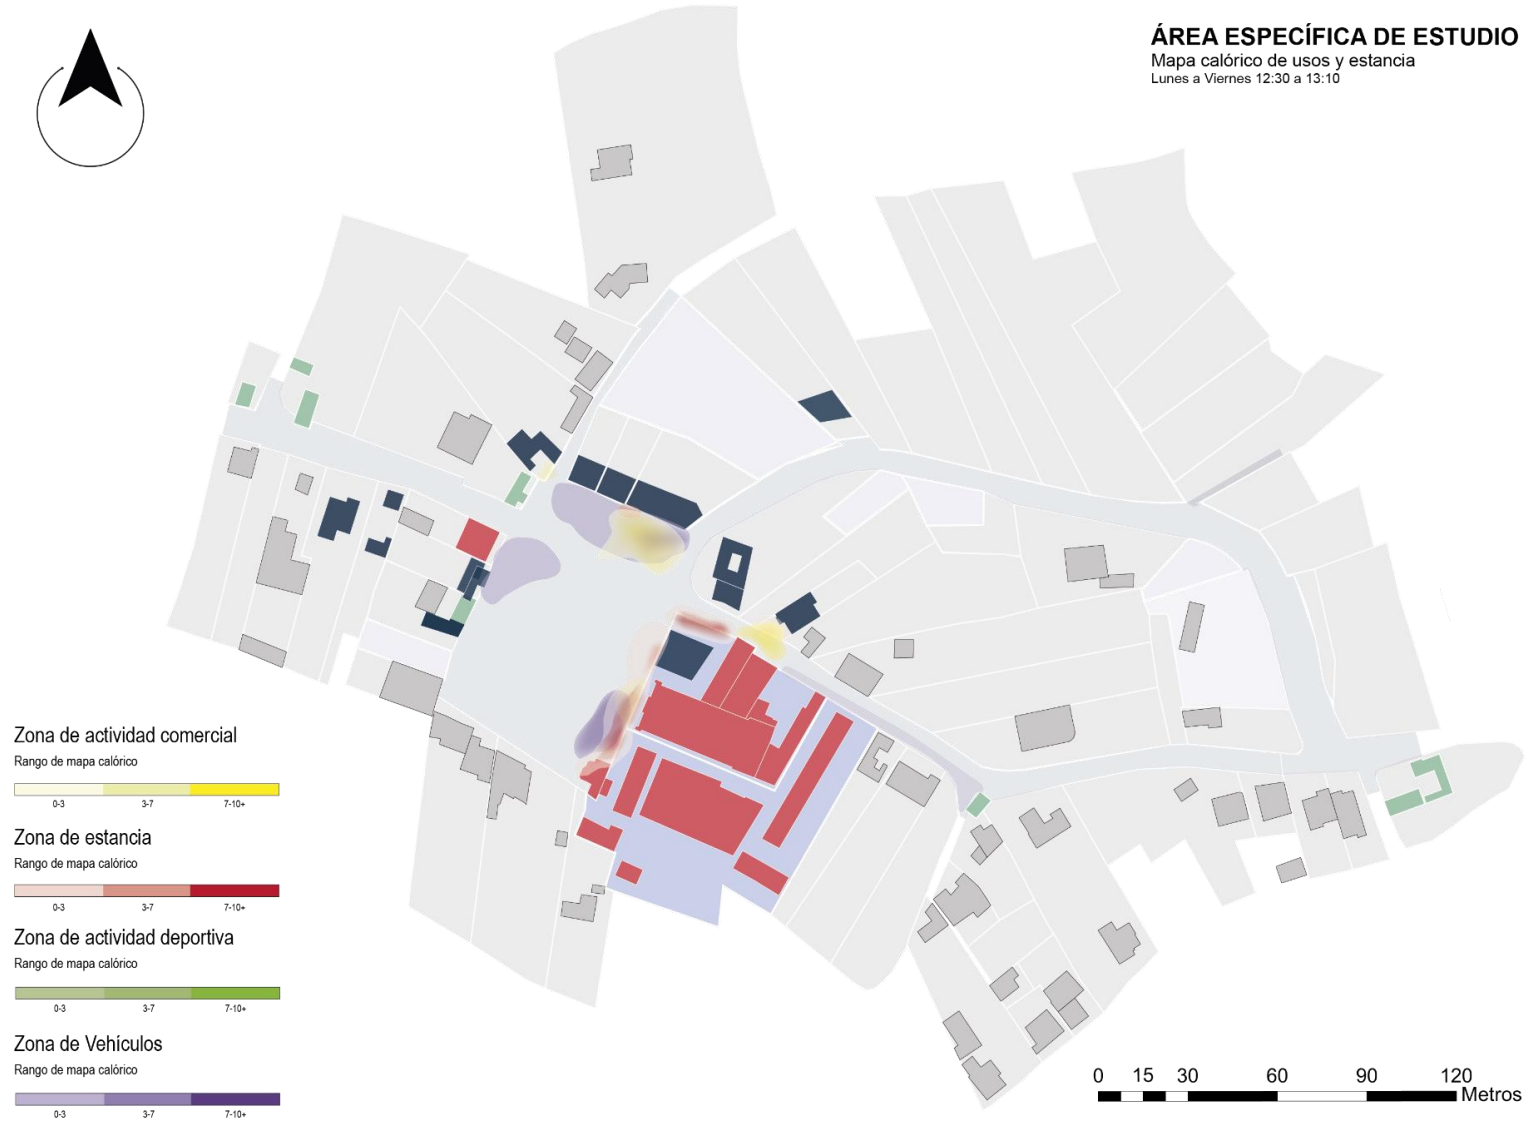 ÁREA ESPECÍFICA DE ESTUDIO
Mapa calórico de usos y estancia
Lunes a Viernes 12:30 a 13:10
Zona de actividad comercial
Rango de mapa calórico
0-3 3-7 7-10+
Zona de estancia
Rango de mapa calórico
0-3 3-7 7-10+
Zona de actividad deportiva
Rango de mapa calórico
0-3 3-7 7-10+
Zona de Vehículos
Rango de mapa calórico
0-3 3-7 7-10+
0 15 30 60 90 120
Metros